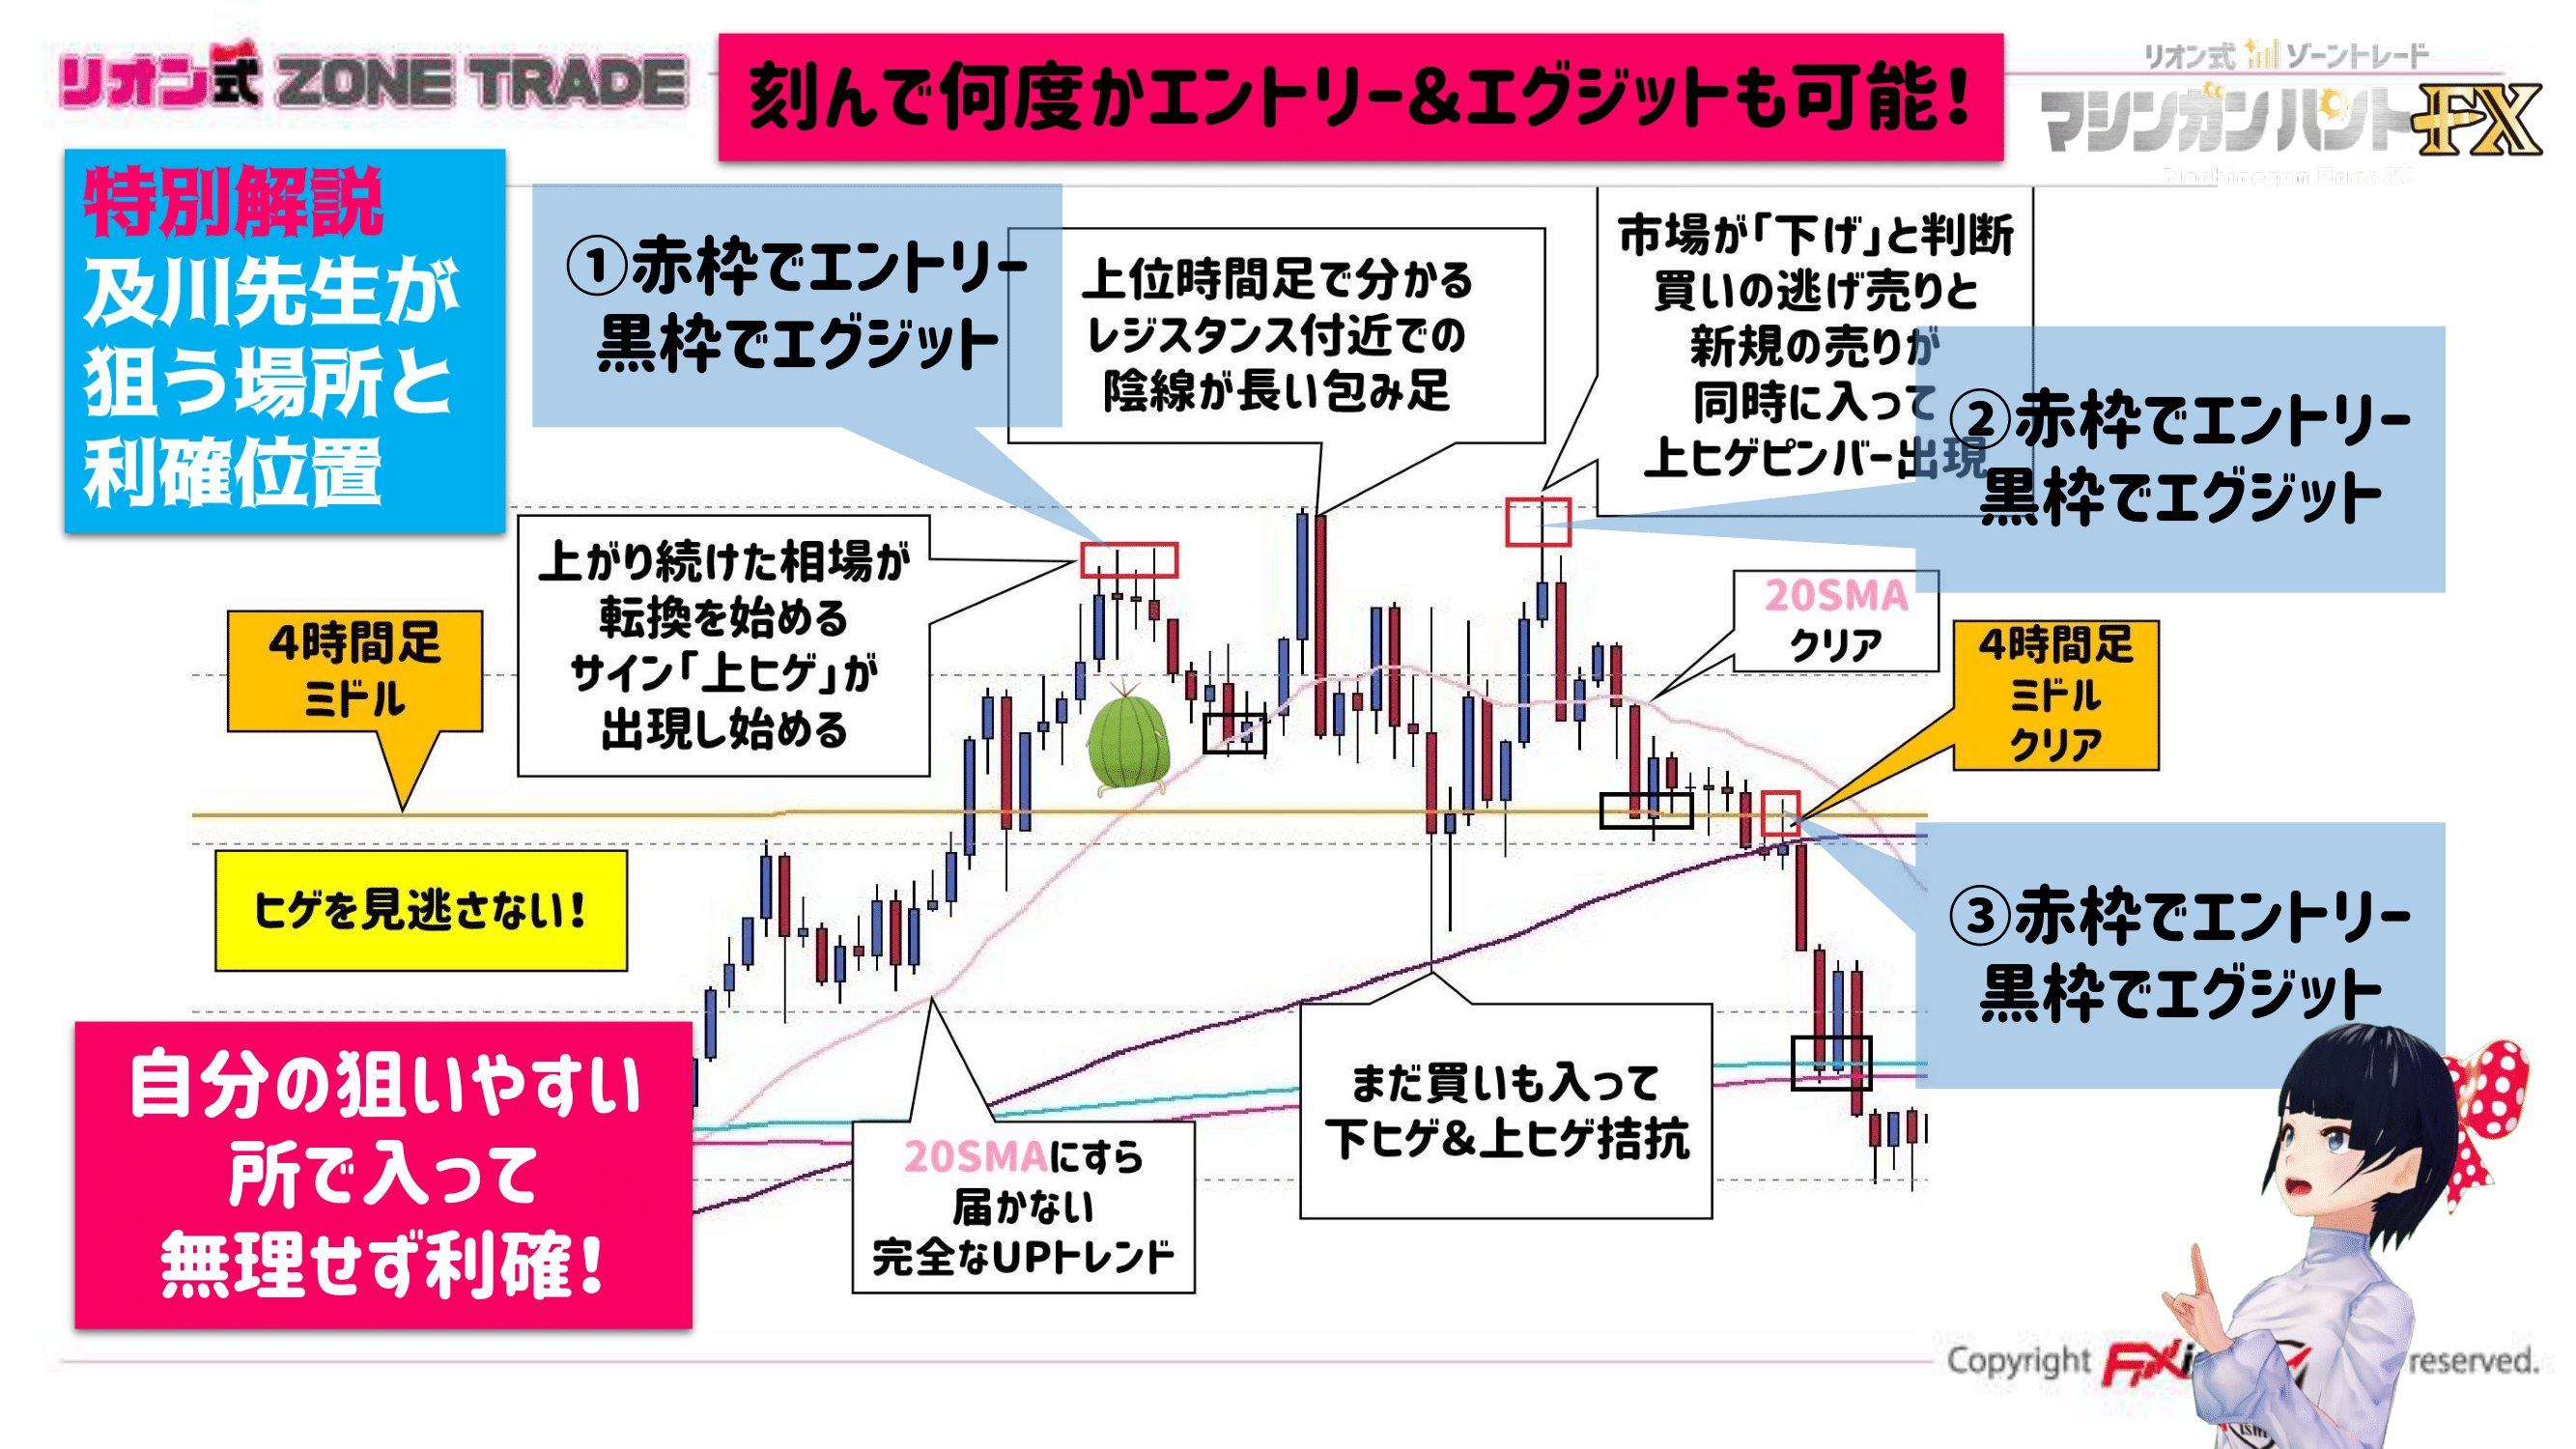 リオン式 ZONE TRADE
刻んで何度かエントリー&エグジットも可能!
リオン式 ゾーントレード
マシンガンハントFX
特別解説
及川先生が
狙う場所と
利確位置
①赤枠でエントリー
黒枠でエグジット
上位時間足で分かる
レジスタンス付近での
陰線が長い包み足
市場が「下げ」と判断
買いの逃げ売りと
新規の売りが
同時に入って
上ヒゲピンバー出現
②赤枠でエントリー
黒枠でエグジット
上がり続けた相場が
転換を始める
サイン「上ヒゲ」が
出現し始める
20SMA
クリア
4時間足
ミドル
4時間足
ミドル
クリア
ヒゲを見逃さない!
③赤枠でエントリー
黒枠でエグジット
自分の狙いやすい
所で入って
無理せず利確!
20SMAにすら
届かない
完全なUPトレンド
まだ買いも入って
下ヒゲ&上ヒゲ拮抗
Copyright FXi reserved.